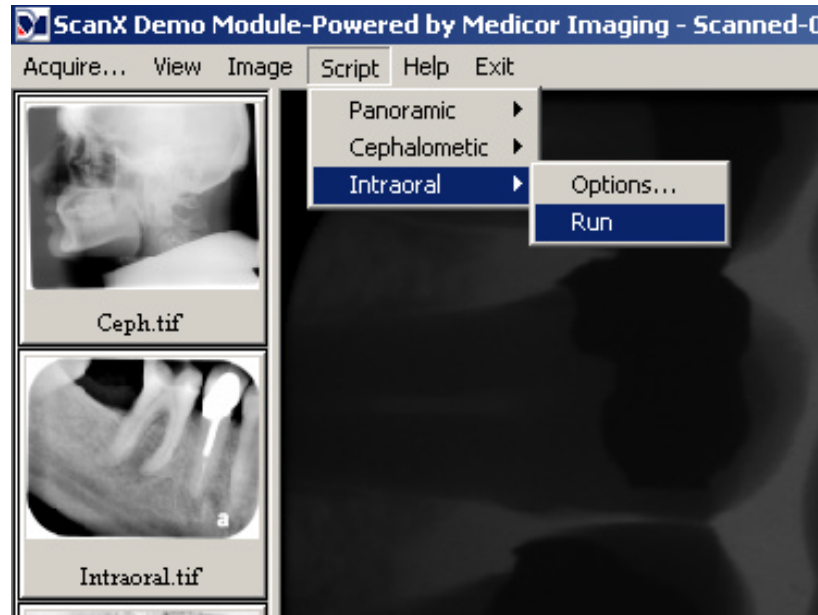 ScanX Demo Module-Powered by Medicor Imaging - Scanned-
Acquire... View Image Script Help Exit
Panoramic
Cephalometic
Intraoral
Options...
Run
Ceph.tif
a
Intraoral.tif